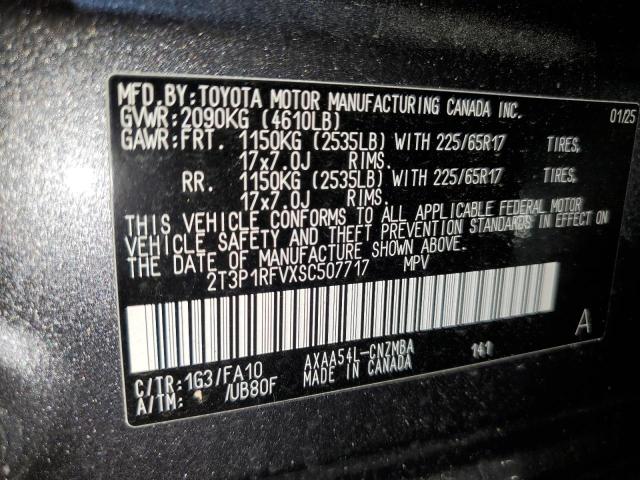 MFD.BY:TOYOTA MOTOR MANUFACTURING CANADA INC. 01/25
GVWR:2090KG (4610LB)
GAWR:FRT. 1150KG (2535LB) WITH 225/65R17 TIRES,
17x7.0J RIMS.
RR. 1150KG (2535LB) WITH 225/65R17 TIRES,
17x7.0J RIMS.
THIS VEHICLE CONFORMS TO ALL APPLICABLE FEDERAL MOTOR
VEHICLE SAFETY AND THEFT PREVENTION STANDARDS IN EFFECT ON
THE DATE OF MANUFACTURE SHOWN ABOVE.
2T3P1RFVXSC507717 MPV
A
C/TR:1G3/FA10 AXAA54L-CNZMBA 141
A/TM: /UB80F MADE IN CANADA